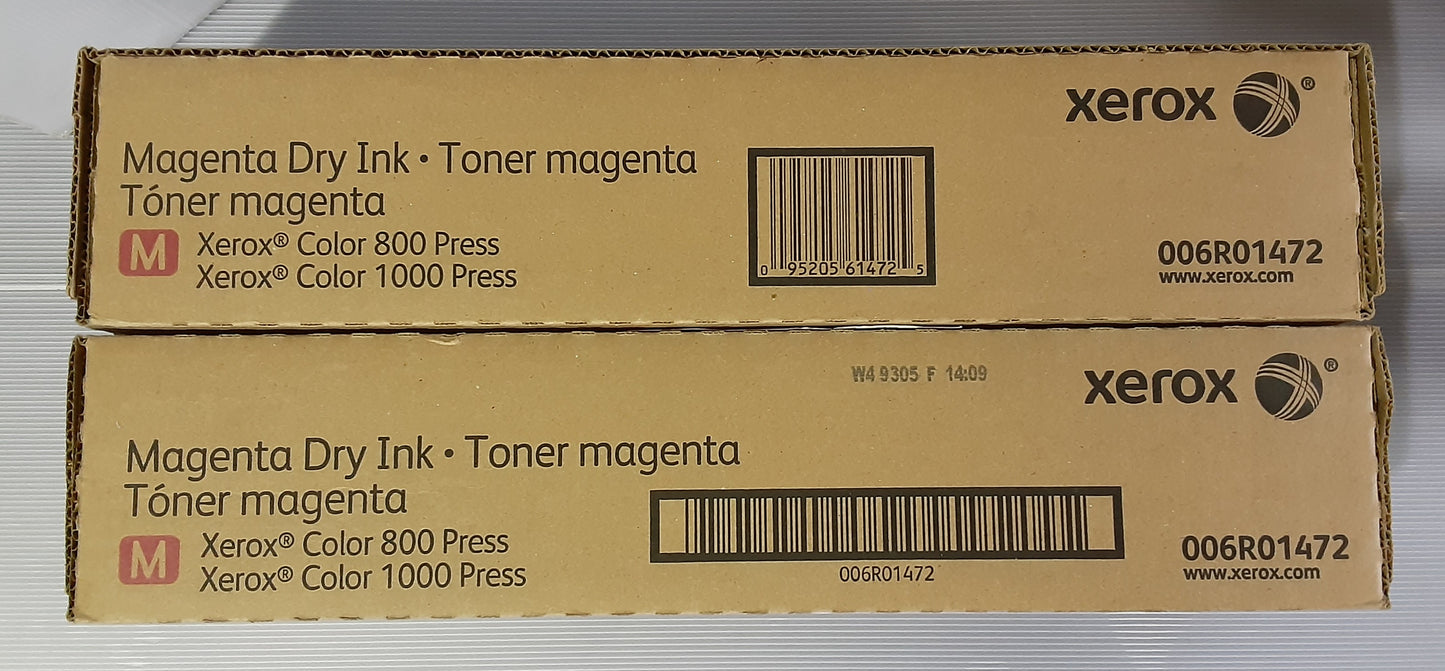 xerox ®
Magenta Dry Ink • Toner magenta
Tóner magenta
M
Xerox® Color 800 Press
Xerox® Color 1000 Press
0 95205 61472 5
006R01472
www.xerox.com
W4 9305 F 14:09
xerox ®
Magenta Dry Ink • Toner magenta
Tóner magenta
M
Xerox® Color 800 Press
Xerox® Color 1000 Press
006R01472
006R01472
www.xerox.com